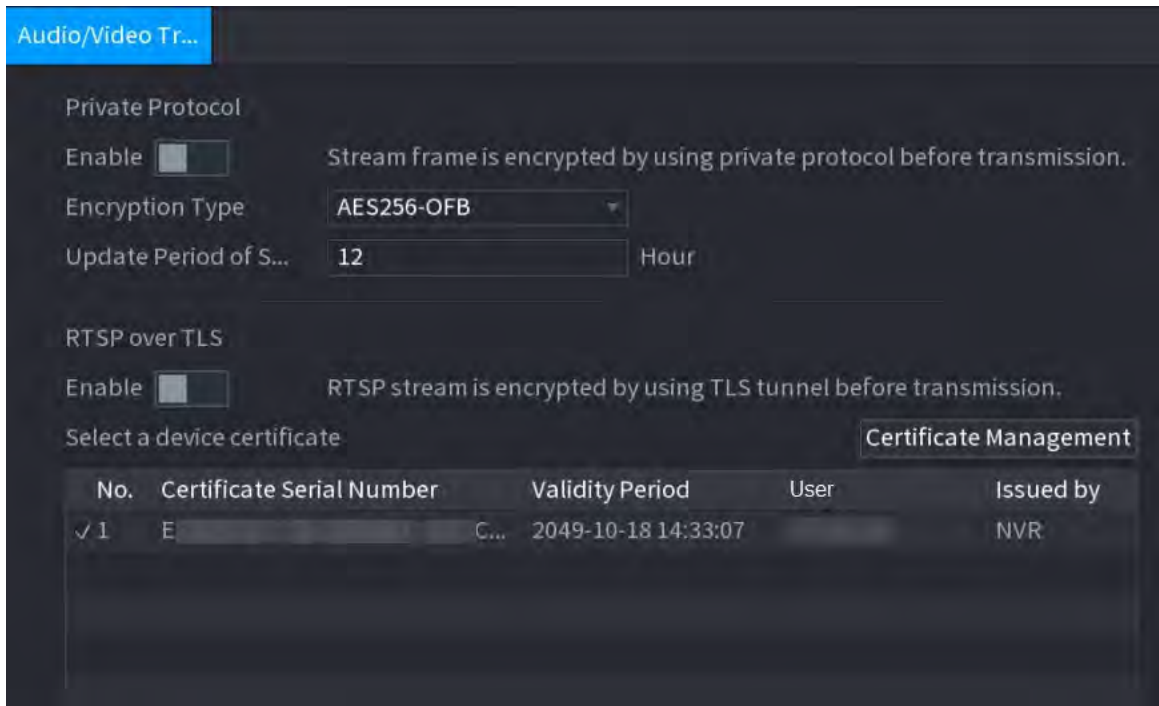 Audio/Video Tr...
Private Protocol
Enable Stream frame is encrypted by using private protocol before transmission.
Encryption Type AES256-OFB
Update Period of S... 12 Hour
RTSP over TLS
Enable RTSP stream is encrypted by using TLS tunnel before transmission.
Select a device certificate Certificate Management
No. Certificate Serial Number Validity Period User Issued by
✓ 1 E C... 2049-10-18 14:33:07 NVR